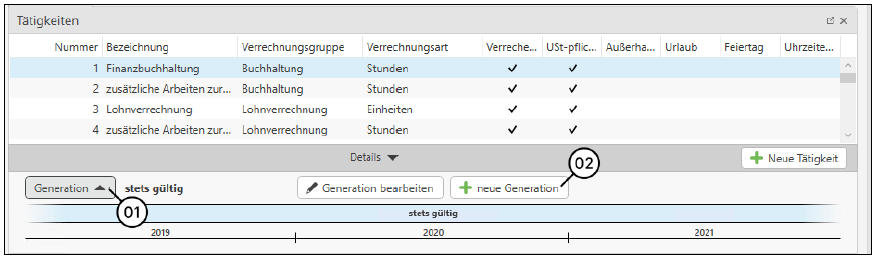 Tätigkeiten
Nummer Bezeichnung Verrechnungsgruppe Verrechnungsart Verreche... USt-pflic... Außerha... Urlaub Feiertag Uhrzeite...
1 Finanzbuchhaltung Buchhaltung Stunden ✓ ✓
2 zusätzliche Arbeiten zur... Buchhaltung Stunden ✓ ✓
3 Lohnverrechnung Lohnverrechnung Einheiten ✓ ✓
4 zusätzliche Arbeiten zur... Lohnverrechnung Stunden ✓ ✓
Details
Neue Tätigkeit
02
Generation stets gültig Generation bearbeiten neue Generation
01
stets gültig
2019 2020 2021